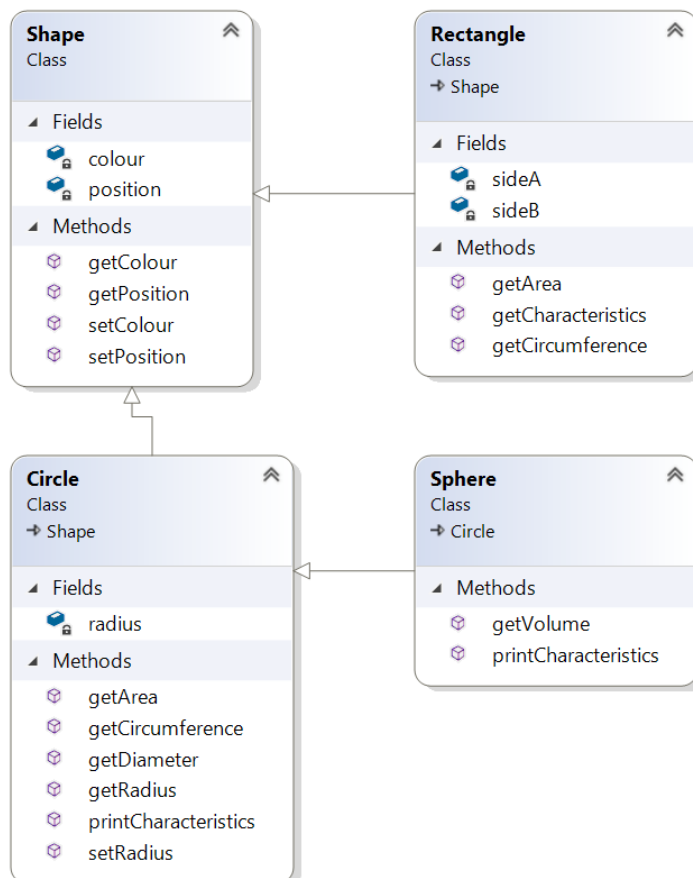 Shape
Class
Fields
colour
position
Methods
getColour
getPosition
setColour
setPosition
Rectangle
Class
Shape
Fields
sideA
sideB
Methods
getArea
getCharacteristics
getCircumference
Circle
Class
Shape
Fields
radius
Methods
getArea
getCircumference
getDiameter
getRadius
printCharacteristics
setRadius
Sphere
Class
Circle
Methods
getVolume
printCharacteristics